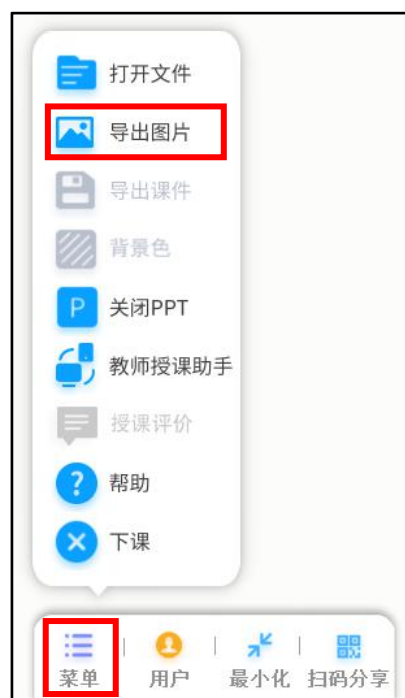 打开文件
导出图片
导出课件
背景色
P 关闭PPT
教师授课助手
授课评价
? 帮助
下课
菜单 用户 最小化 扫码分享